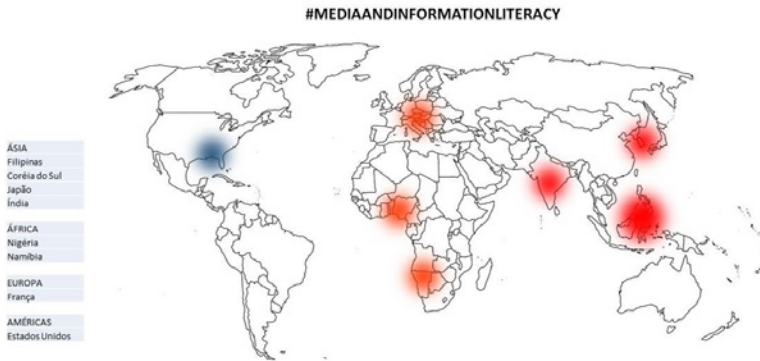 #MEDIAANDINFORMATIONLITERACY
ÁSIA
Filipinas
Coréia do Sul
Japão
Índia
ÁFRICA
Nigéria
Namíbia
EUROPA
França
AMÉRICAS
Estados Unidos